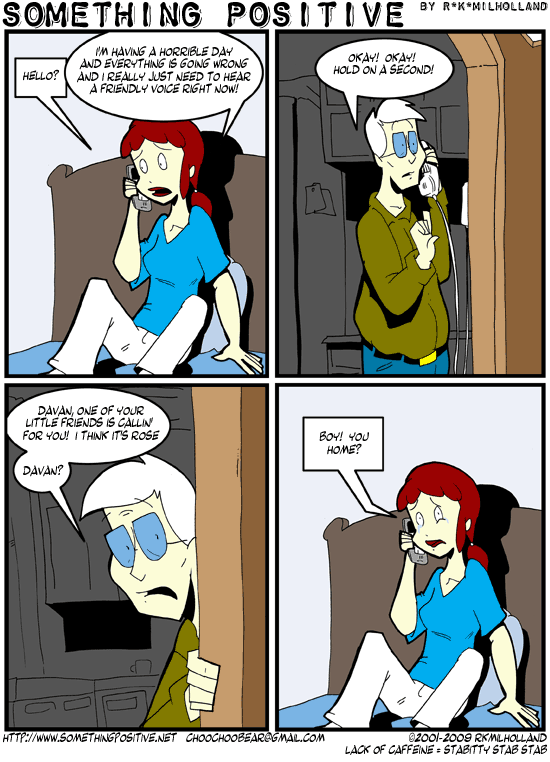 SOMETHING POSITIVE BY R*K*MILHOLLAND
HELLO?
I'M HAVING A HORRIBLE DAY
AND EVERYTHING IS GOING WRONG
AND I REALLY JUST NEED TO HEAR
A FRIENDLY VOICE RIGHT NOW!
OKAY! OKAY!
HOLD ON A SECOND!
DAVAN, ONE OF YOUR
LITTLE FRIENDS IS CALLIN'
FOR YOU! I THINK IT'S ROSE
DAVAN?
BOY! YOU
HOME?
HTTP://WWW.SOMETHINGPOSITIVE.NET CHOOCHOOBEAR@GMAIL.COM
©2001-2009 RKMILHOLLAND
LACK OF CAFFEINE = STABITTY STAB STAB